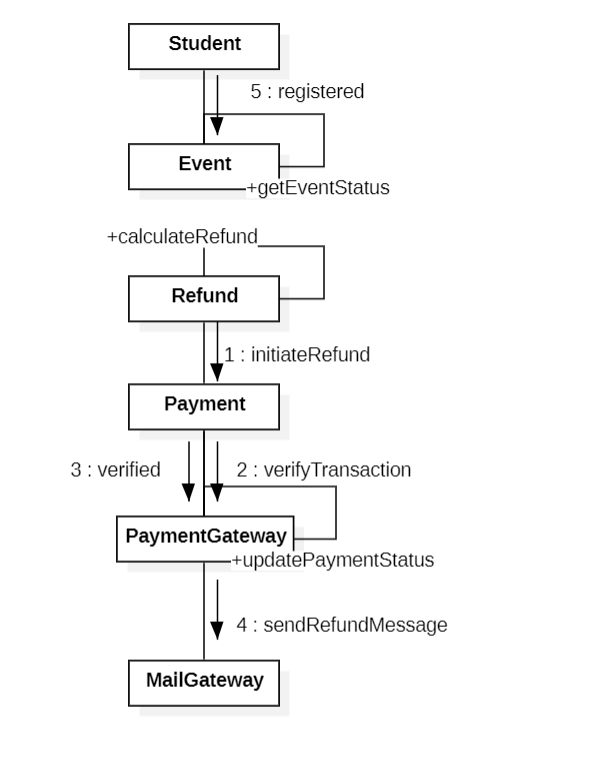 Student
5 : registered
Event
+getEventStatus
+calculateRefund
Refund
1 : initiateRefund
Payment
3 : verified
2 : verifyTransaction
PaymentGateway
+updatePaymentStatus
4 : sendRefundMessage
MailGateway